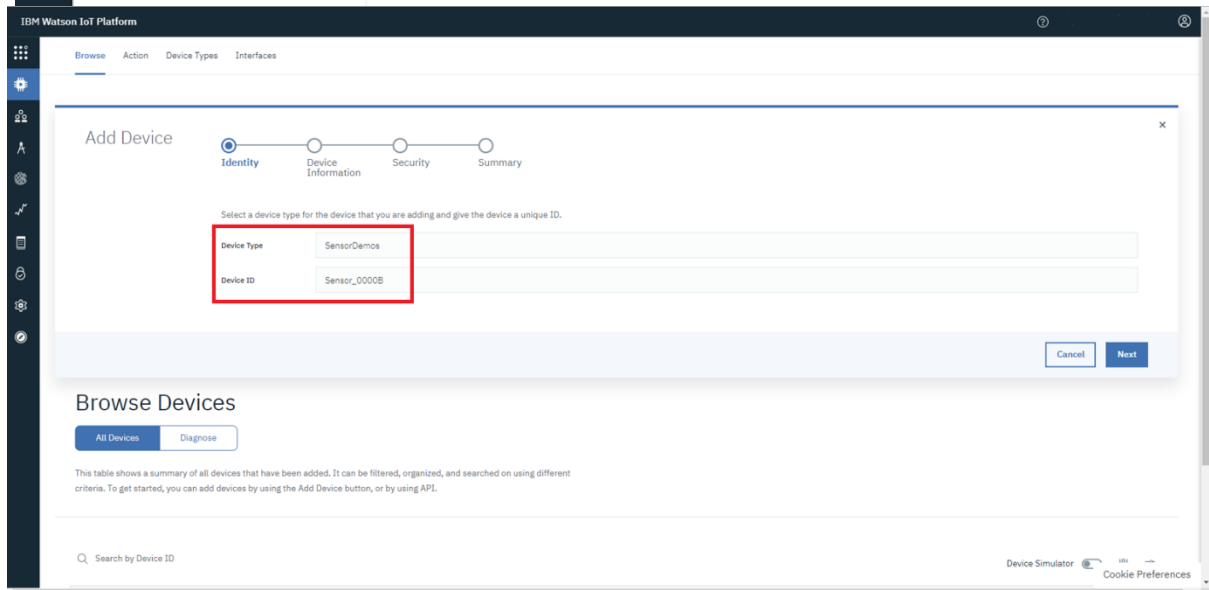 IBM Watson IoT Platform
Browse Action Device Types Interfaces
Add Device
Identity
Device Information
Security
Summary
Select a device type for the device that you are adding and give the device a unique ID.
Device Type SensorDemos
Device ID Sensor_0000B
Cancel Next
Browse Devices
All Devices Diagnose
This table shows a summary of all devices that have been added. It can be filtered, organized, and searched on using different
criteria. To get started, you can add devices by using the Add Device button, or by using API.
Search by Device ID
Device Simulator
Cookie Preferences